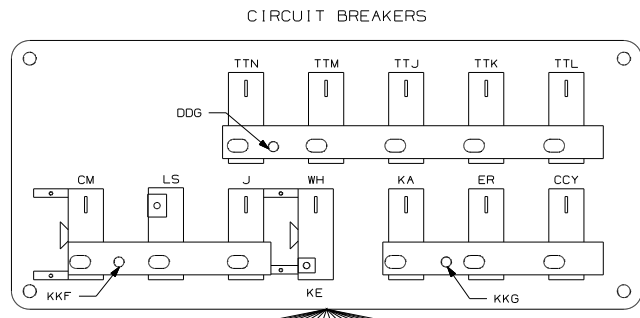 CIRCUIT BREAKERS
TTN TTM TTJ TTK TTL
DDG
CM LS J WH KA ER CCY
KKF KE KKG